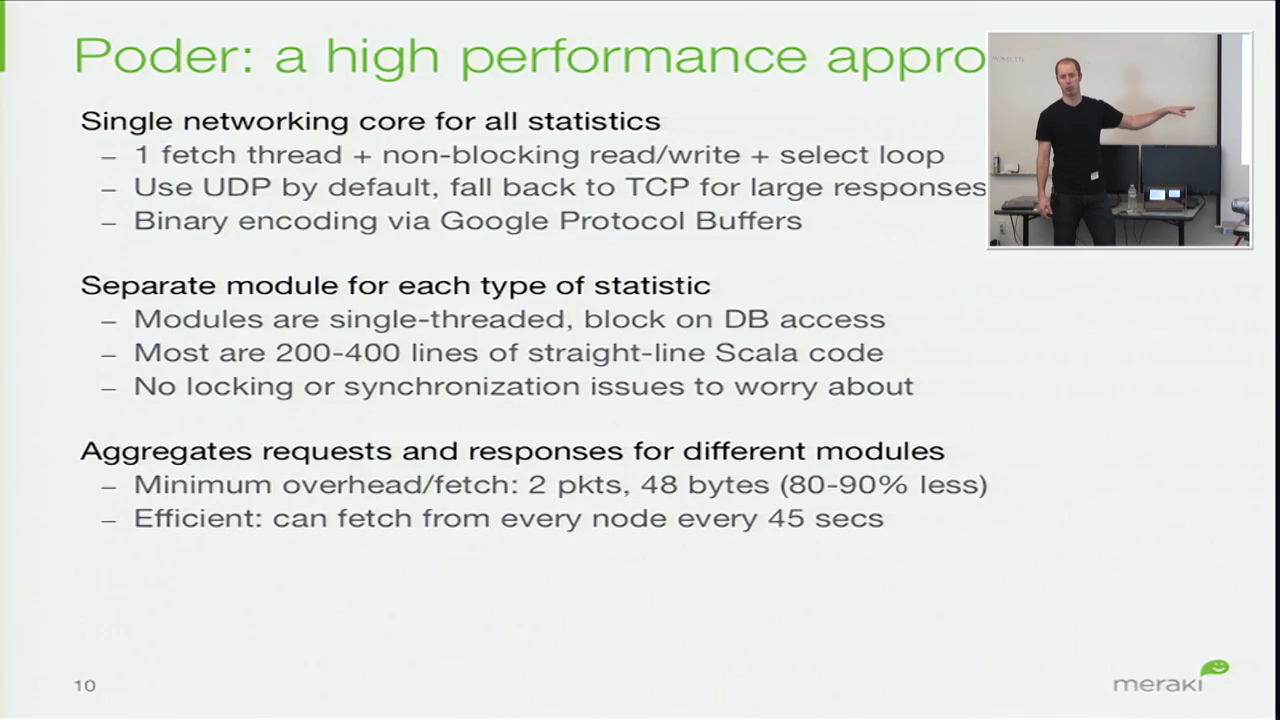 Poder: a high performance appro
Single networking core for all statistics
– 1 fetch thread + non-blocking read/write + select loop
– Use UDP by default, fall back to TCP for large responses
– Binary encoding via Google Protocol Buffers
Separate module for each type of statistic
– Modules are single-threaded, block on DB access
– Most are 200-400 lines of straight-line Scala code
– No locking or synchronization issues to worry about
Aggregates requests and responses for different modules
– Minimum overhead/fetch: 2 pkts, 48 bytes (80-90% less)
– Efficient: can fetch from every node every 45 secs
10
meraki